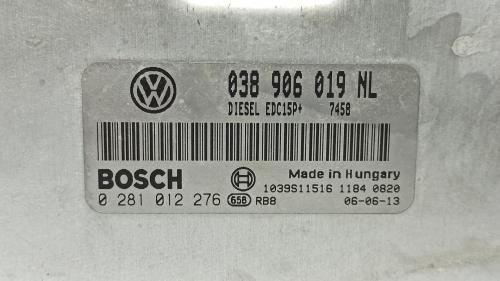 038 906 019 NL
DIESEL EDC15P+ 7458
BOSCH
Made in Hungary
1039S11516 1184 0820
0 281 012 276 658 RB8 06-06-13